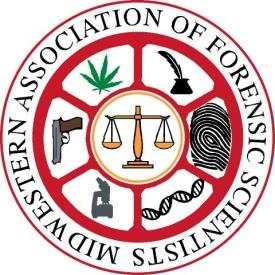 MIDWESTERN ASSOCIATION OF FORENSIC SCIENTISTS